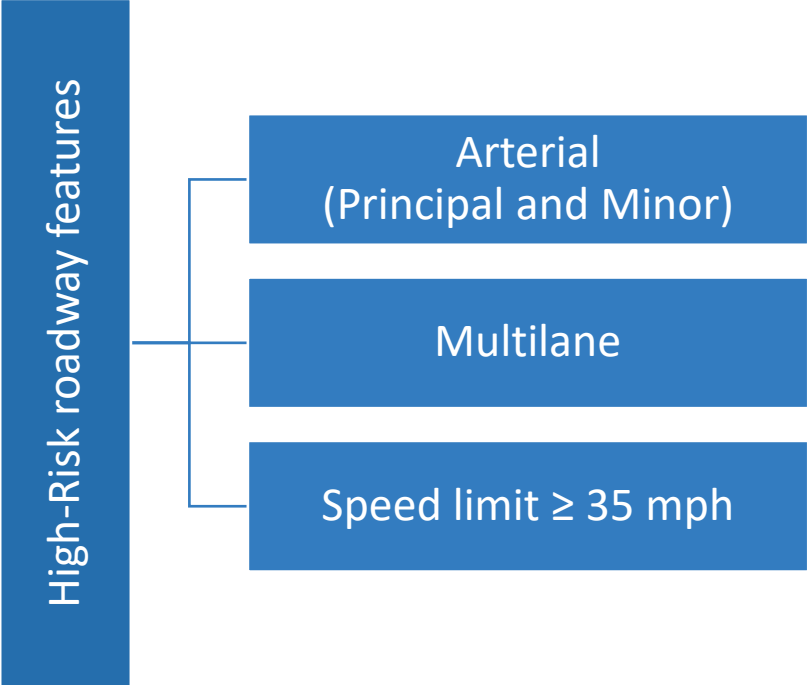 High-Risk roadway features
Arterial
(Principal and Minor)
Multilane
Speed limit ≥ 35 mph